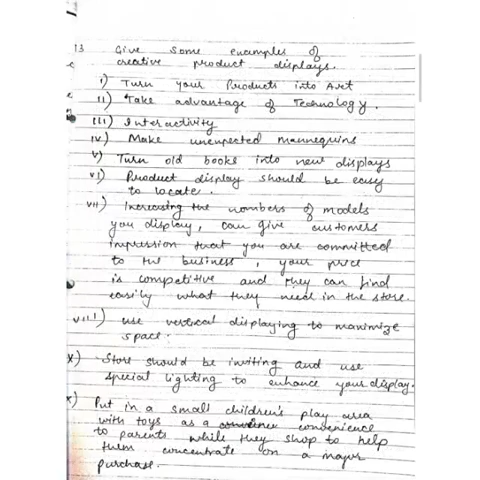 13 Give some examples of
creative product displays.
i) Turn your Products into Art
ii) Take advantage of Technology.
iii) Interactivity
iv) Make unexpected mannequins
v) Turn old books into new displays
vi) Product display should be easy
to locate.
vii) Increasing the numbers of models
you display, can give customers
impression that you are committed
to the business, your price
is competitive and they can find
easily what they need in the store.
viii) use vertical displaying to maximize
space.
x) Store should be inviting and use
special lighting to enhance your display.
x) Put in a small children's play area
with toys as a convenience
to parents while they shop to help
them concentrate on a major
purchase.